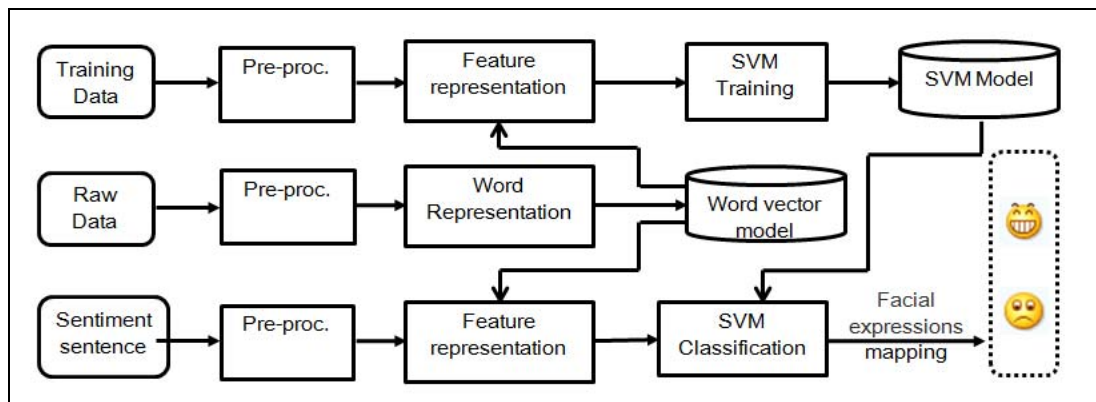 Training
Data
Pre-proc.
Feature
representation
SVM
Training
SVM Model
Raw
Data
Pre-proc.
Word
Representation
Word vector
model
Sentiment
sentence
Pre-proc.
Feature
representation
SVM
Classification
Facial
expressions
mapping